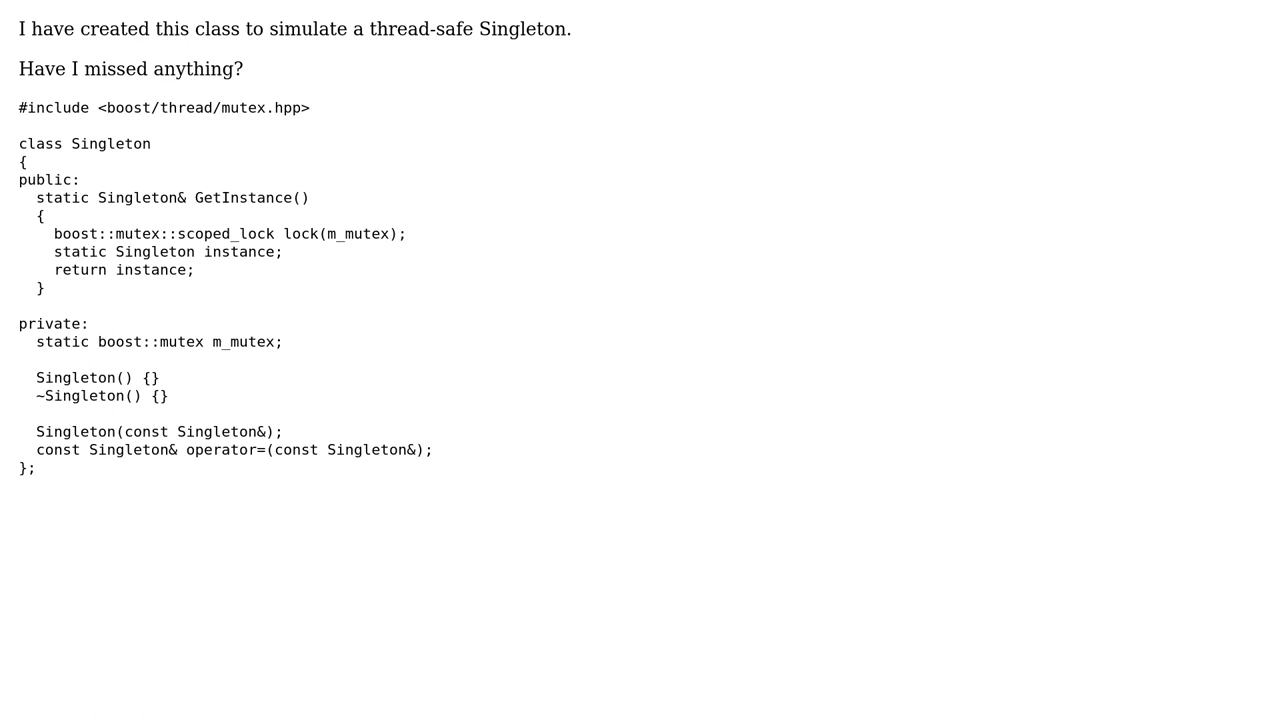 I have created this class to simulate a thread-safe Singleton.
Have I missed anything?
#include <boost/thread/mutex.hpp>
class Singleton
{
public:
  static Singleton& GetInstance()
  {
    boost::mutex::scoped_lock lock(m_mutex);
    static Singleton instance;
    return instance;
  }
private:
  static boost::mutex m_mutex;
  Singleton() {}
  ~Singleton() {}
  Singleton(const Singleton&);
  const Singleton& operator=(const Singleton&);
};